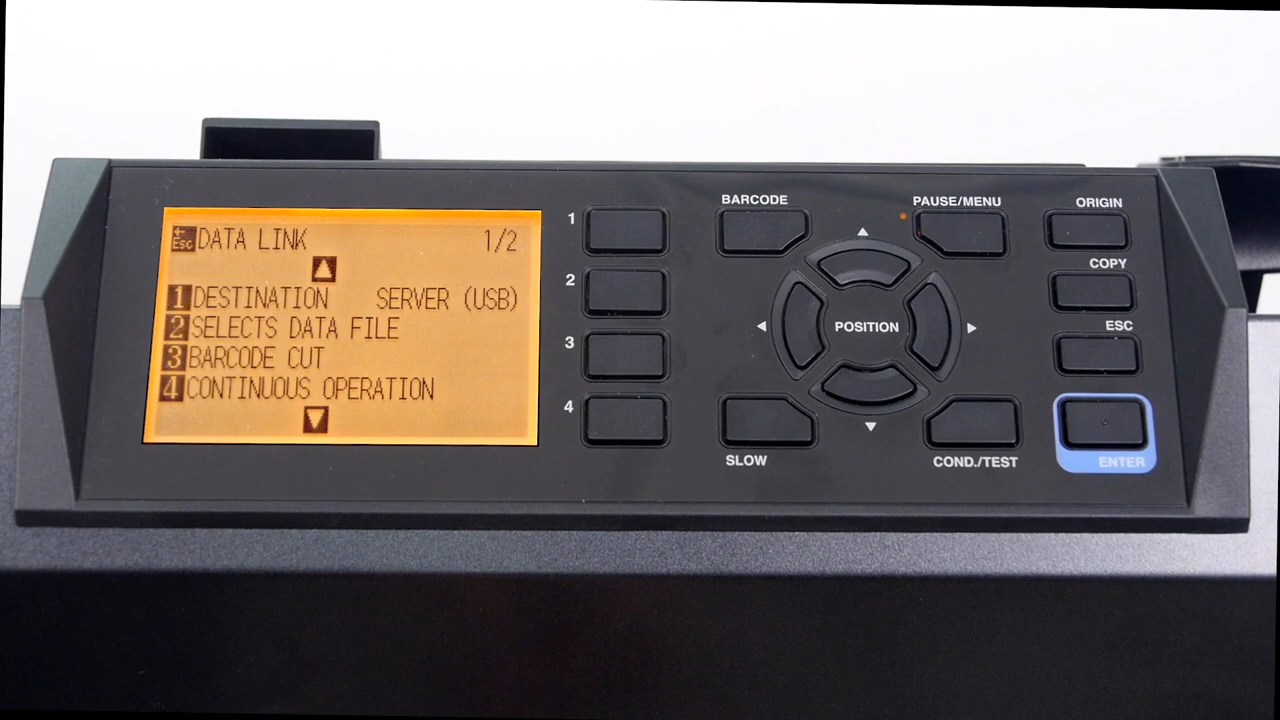 ←
Esc DATA LINK 1/2
▲
1 DESTINATION SERVER (USB)
2 SELECTS DATA FILE
3 BARCODE CUT
4 CONTINUOUS OPERATION
▼
1
2
3
4
BARCODE
PAUSE/MENU
POSITION
SLOW
COND./TEST
ORIGIN
COPY
ESC
ENTER